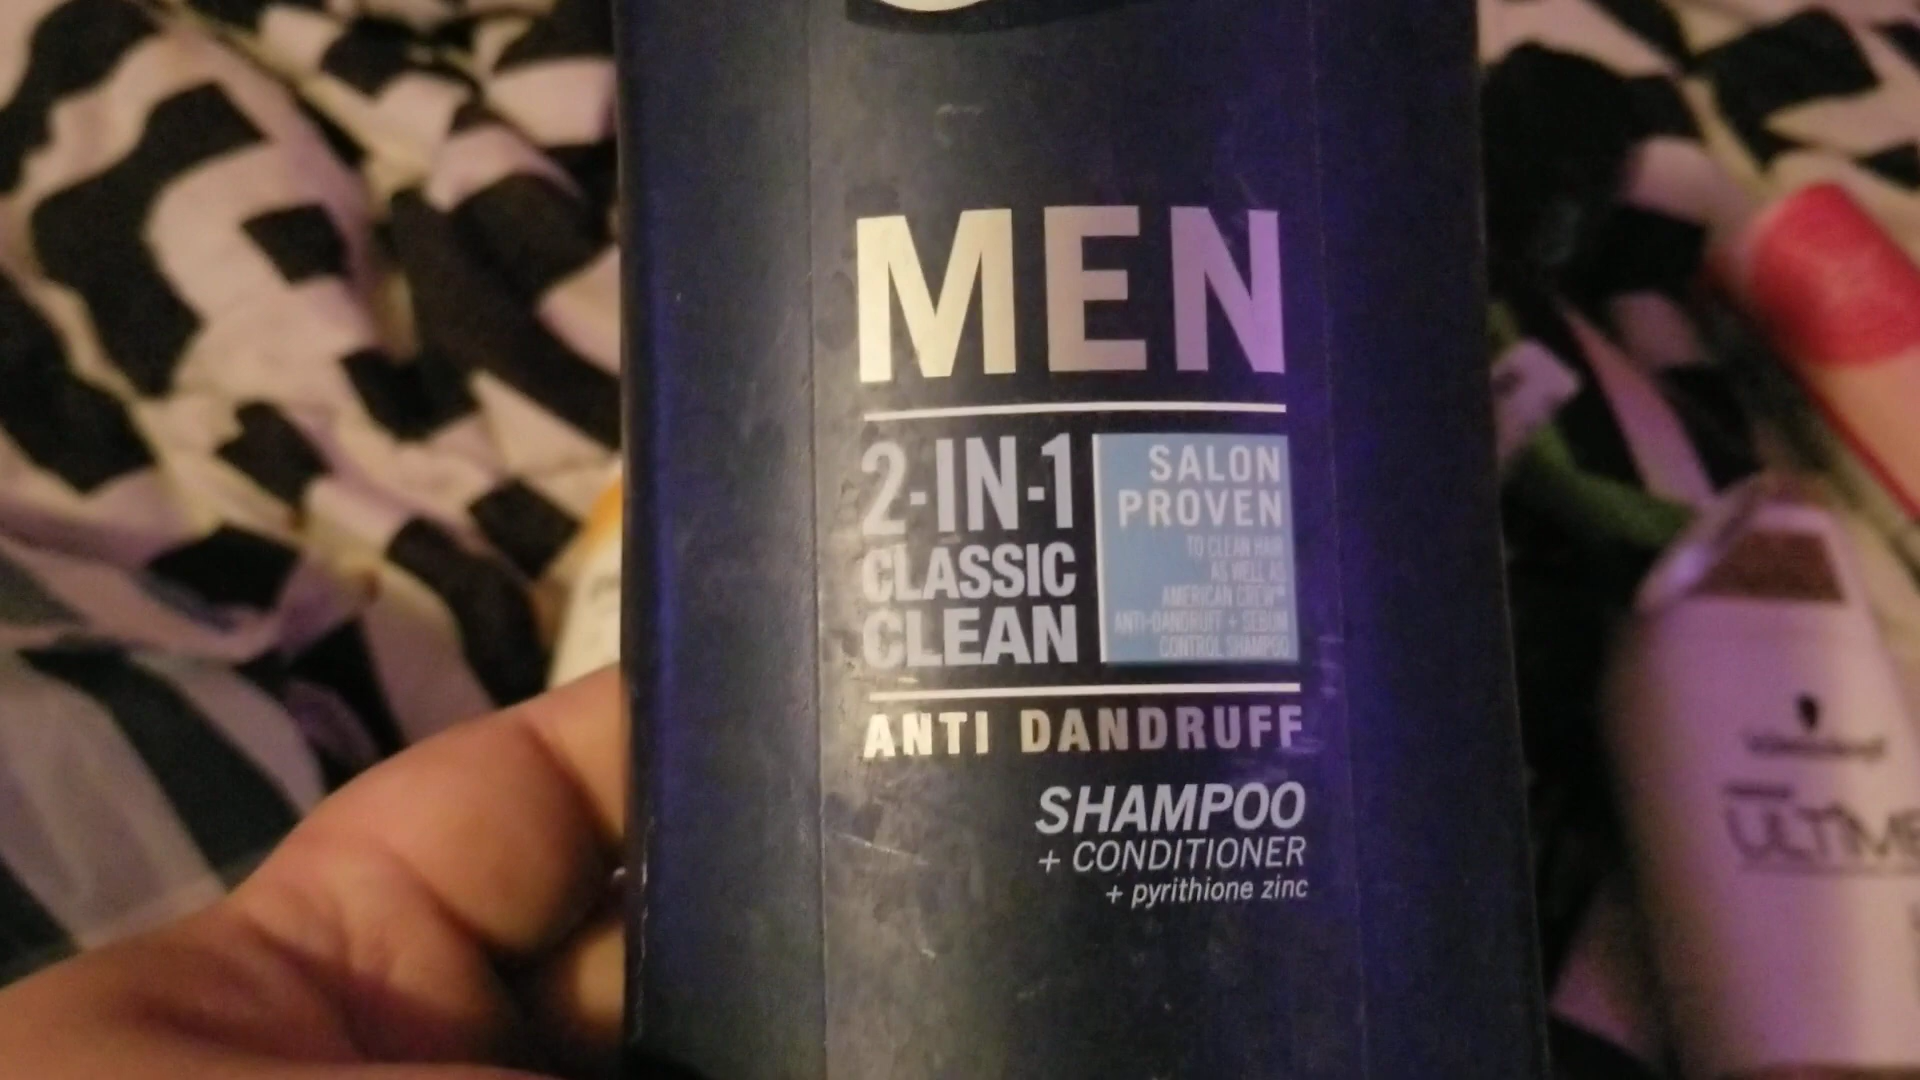 MEN
2-IN-1
CLASSIC
CLEAN
SALON
PROVEN
TO CLEAN HAIR
AS WELL AS
AMERICAN CREW®
ANTI-DANDRUFF + SEBUM
CONTROL SHAMPOO
ANTI DANDRUFF
SHAMPOO
+ CONDITIONER
+ pyrithione zinc
ULTIME